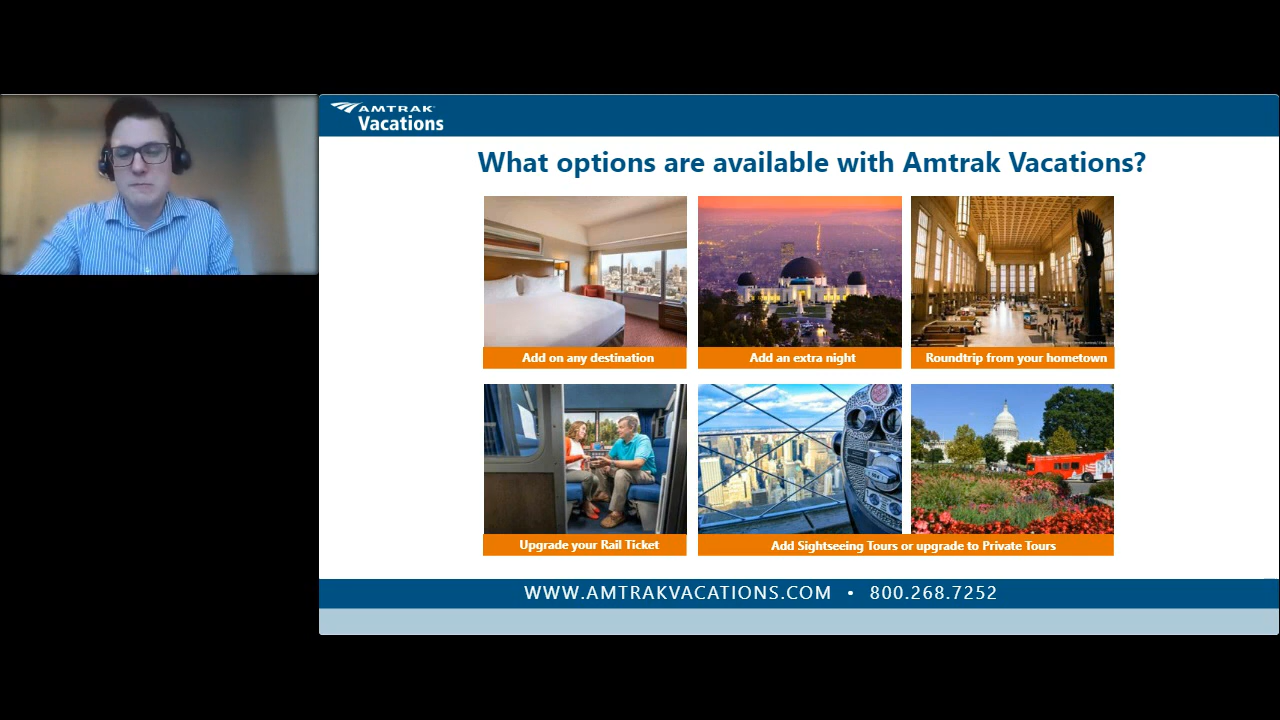 AMTRAK
Vacations
What options are available with Amtrak Vacations?
Add on any destination
Add an extra night
Roundtrip from your hometown
Upgrade your Rail Ticket
Add Sightseeing Tours or upgrade to Private Tours
WWW.AMTRAKVACATIONS.COM • 800.268.7252